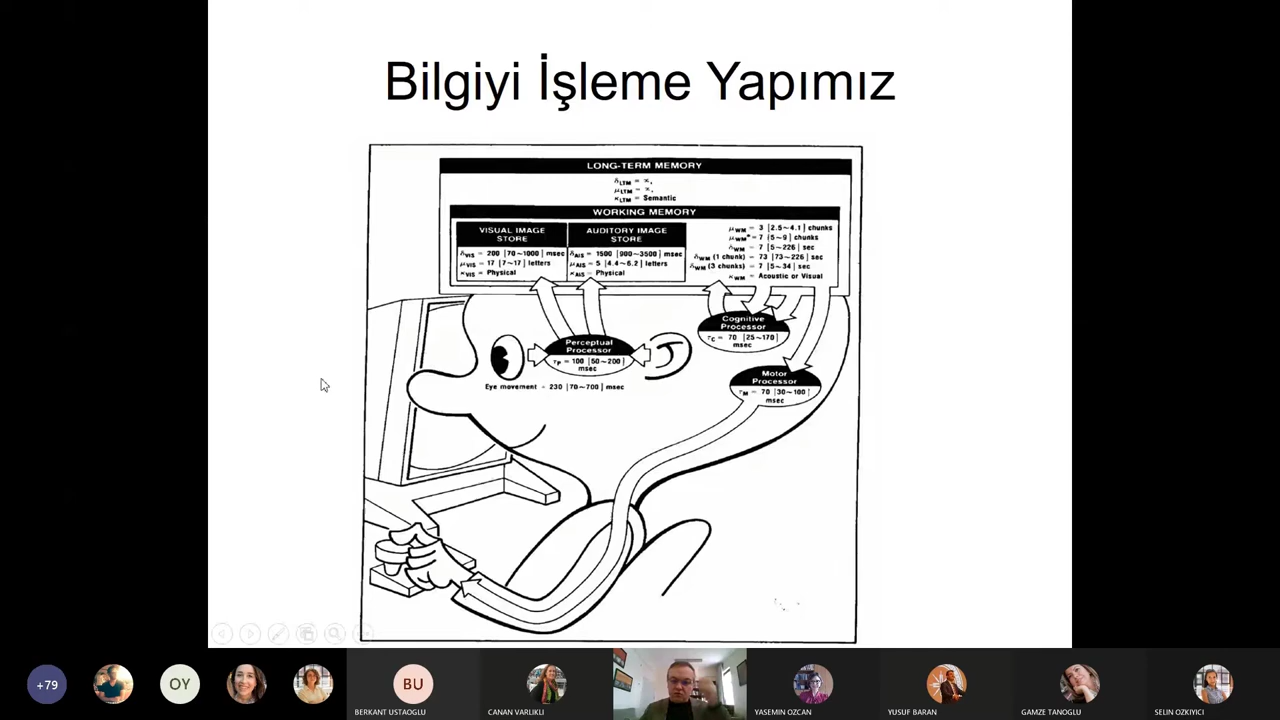 Bilgiyi İşleme Yapımız
LONG-TERM MEMORY
δLTM = ∞,
μLTM = ∞,
κLTM = Semantic
WORKING MEMORY
VISUAL IMAGE
STORE
δVIS = 200 [70~1000] msec
μVIS = 17 [7~17] letters
κVIS = Physical
AUDITORY IMAGE
STORE
δAIS = 1500 [900~3500] msec
μAIS = 5 [4.4~6.2] letters
κAIS = Physical
μWM = 3 [2.5~4.1] chunks
μWM* = 7 [5~9] chunks
δWM = 7 [5~226] sec
δWM (1 chunk) = 73 [73~226] sec
δWM (3 chunks) = 7 [5~34] sec
κWM = Acoustic or Visual
Cognitive
Processor
τC = 70 [25~170]
msec
Perceptual
Processor
τP = 100 [50~200]
msec
Eye movement = 230 [70~700] msec
Motor
Processor
τM = 70 [30~100]
msec
+79
OY
BU
BERKANT USTAOGLU
CANAN VARLIKLI
YASEMIN OZCAN
YUSUF BARAN
GAMZE TANOGLU
SELIN OZKIYICI